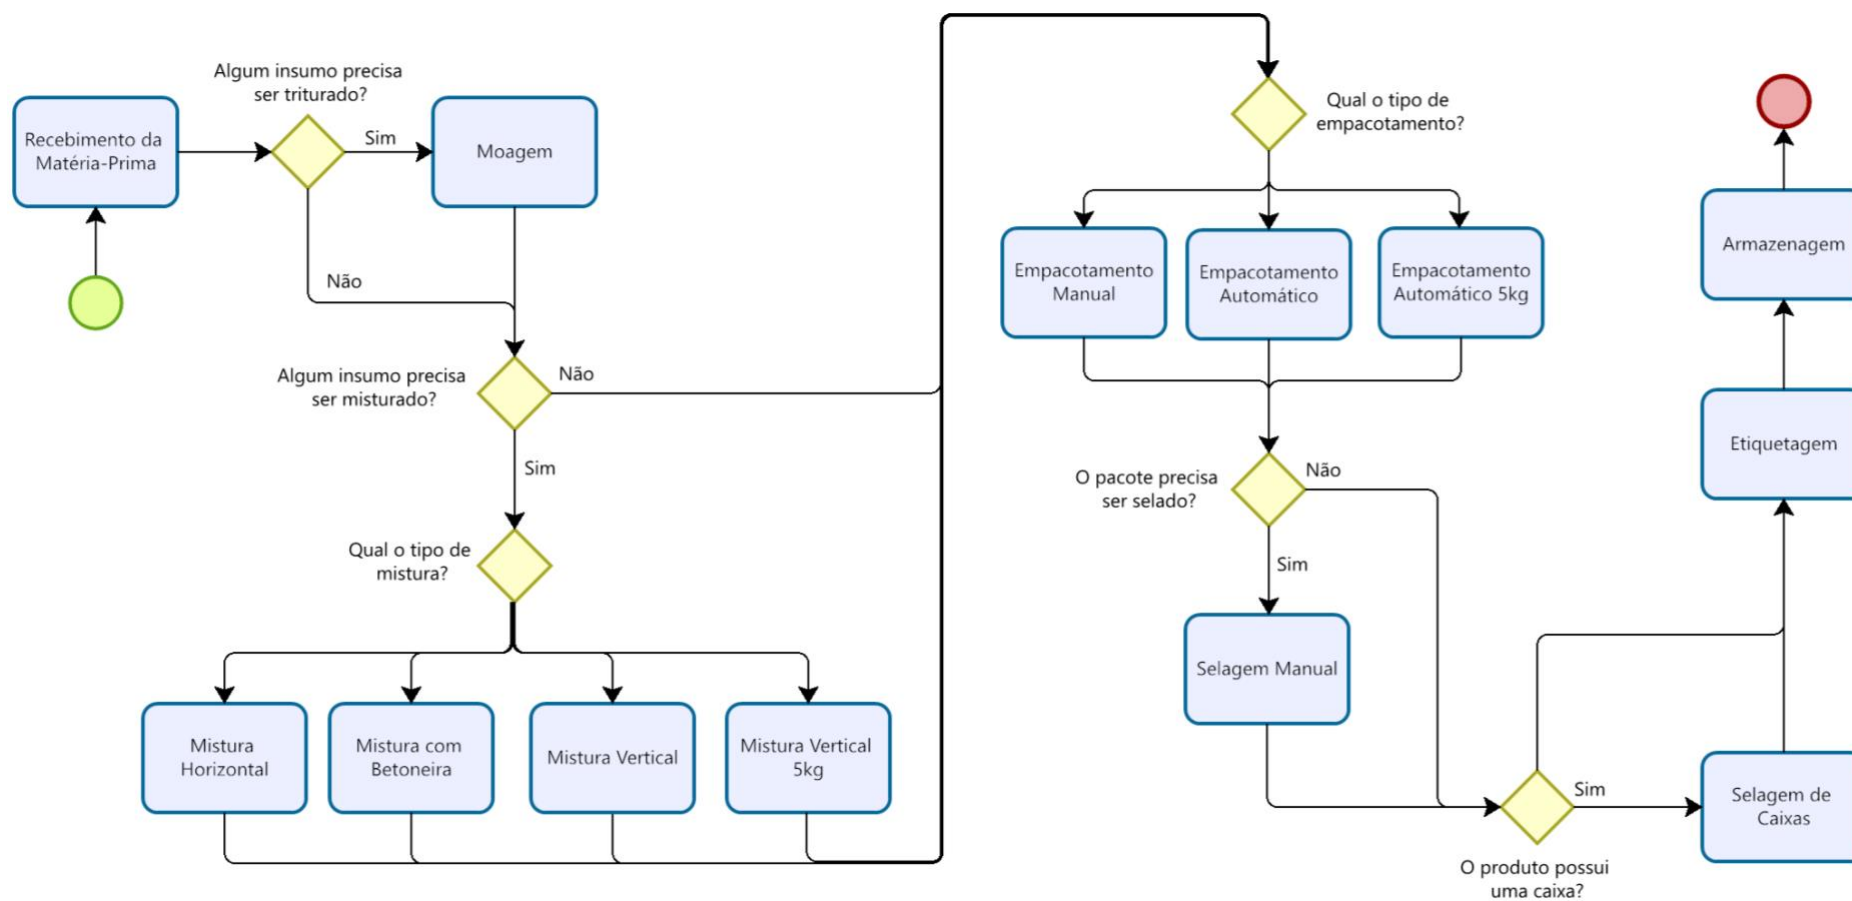 Algum insumo precisa
ser triturado?
Recebimento da
Matéria-Prima
Sim
Moagem
Não
Algum insumo precisa
ser misturado?
Não
Sim
Qual o tipo de
mistura?
Mistura
Horizontal
Mistura com
Betoneira
Mistura Vertical
Mistura Vertical
5kg
Qual o tipo de
empacotamento?
Empacotamento
Manual
Empacotamento
Automático
Empacotamento
Automático 5kg
O pacote precisa
ser selado?
Não
Sim
Selagem Manual
Sim
O produto possui
uma caixa?
Selagem de
Caixas
Etiquetagem
Armazenagem